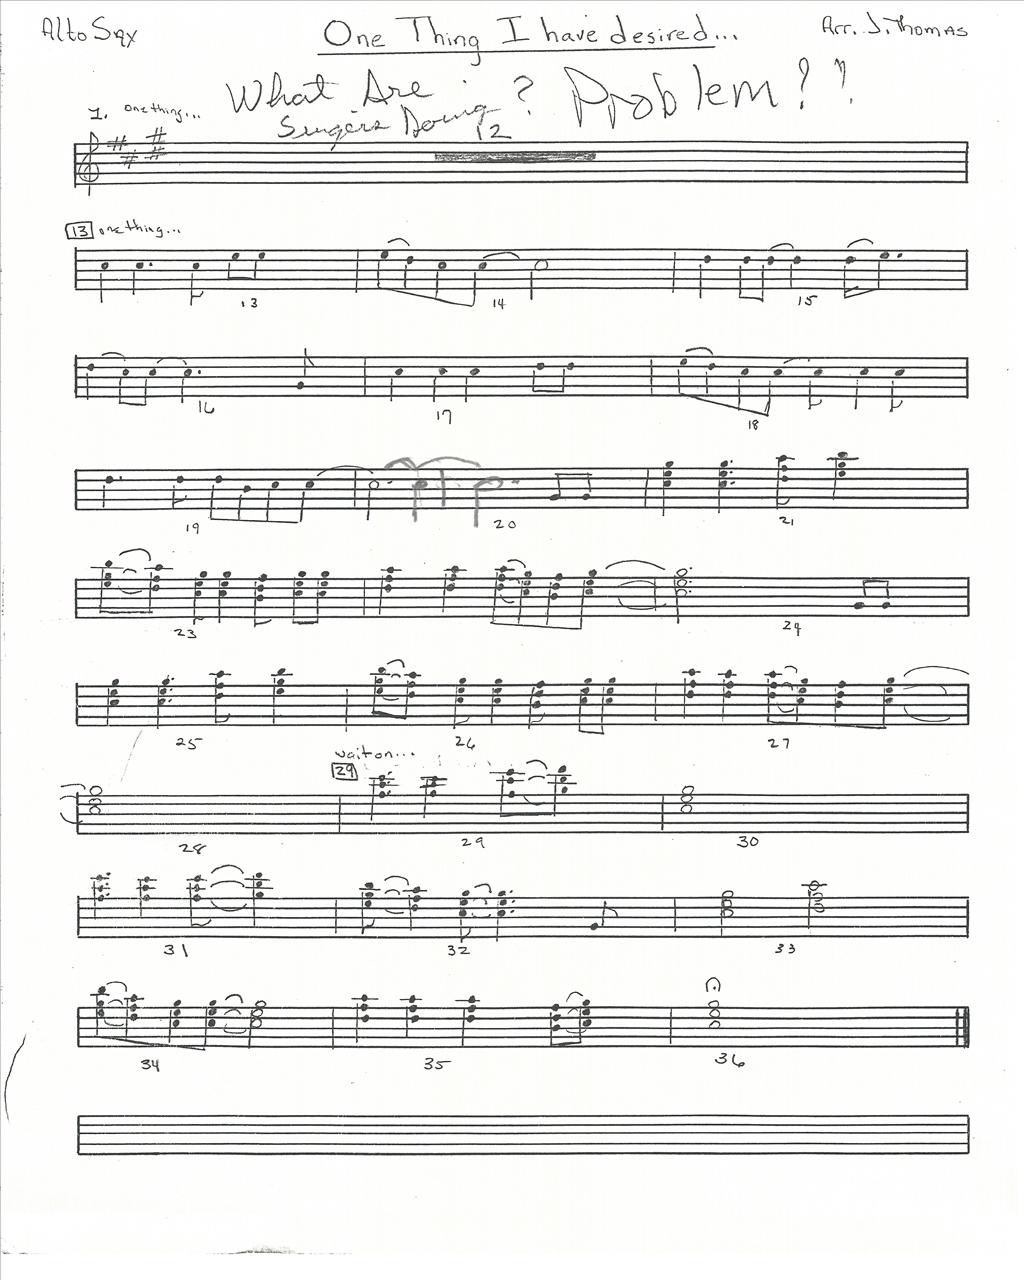 Alto Sax
One Thing I have desired...
Arr. J. Thomas
What Are
Singers Doing ? Problem ! ! !
1. one thing...
12
13 one thing...
13 14 15
16 17 18
19 20 21
23 24
25 26 27
wait on...
29
28 29 30
31 32 33
34 35 36